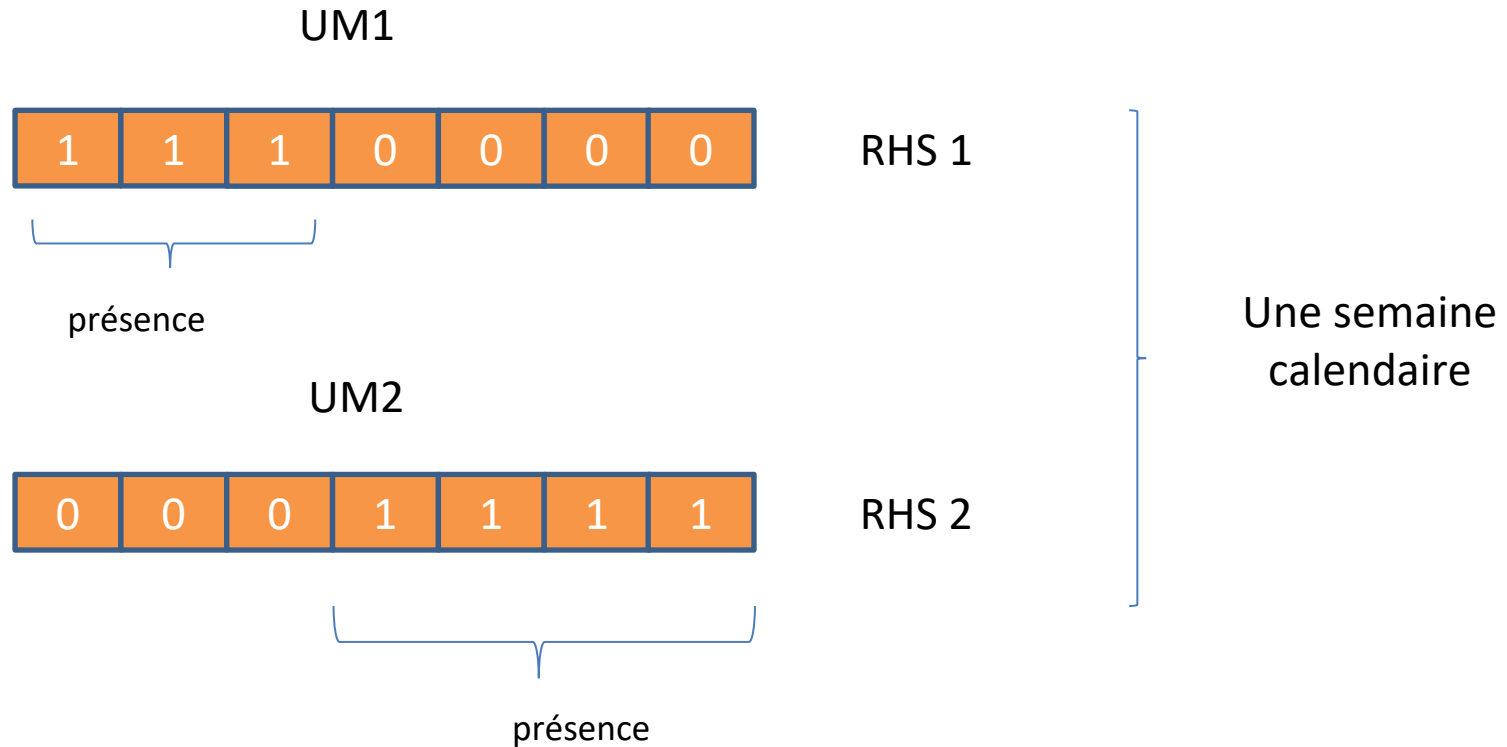 UM1
1 1 1 0 0 0 0 RHS 1
présence
Une semaine
calendaire
UM2
0 0 0 1 1 1 1 RHS 2
présence